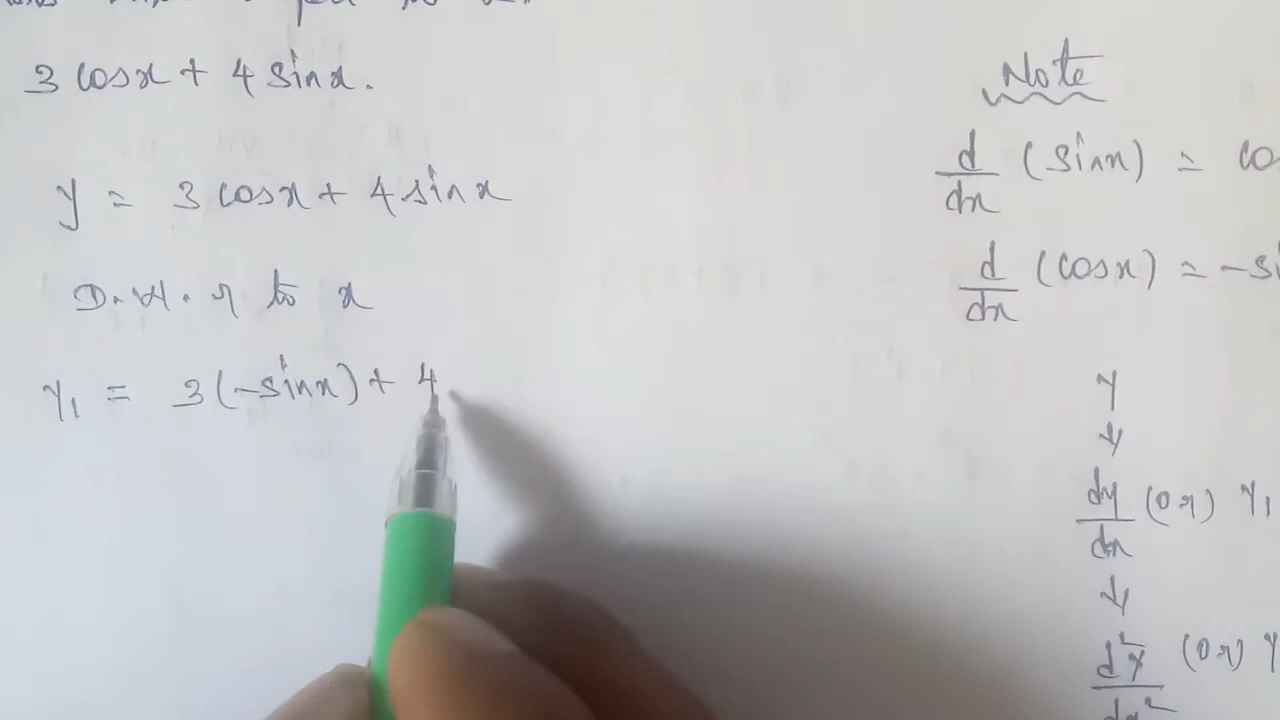 3 cosx + 4 sinx.
y = 3 cosx + 4 sinx
D. w. r to x
y₁ = 3(-sinx) + 4
Note
d/dx (sinx) = co
d/dx (cosx) = -si
y
↓
dy/dx (or) y₁
↓
d²y/dx² (or) y